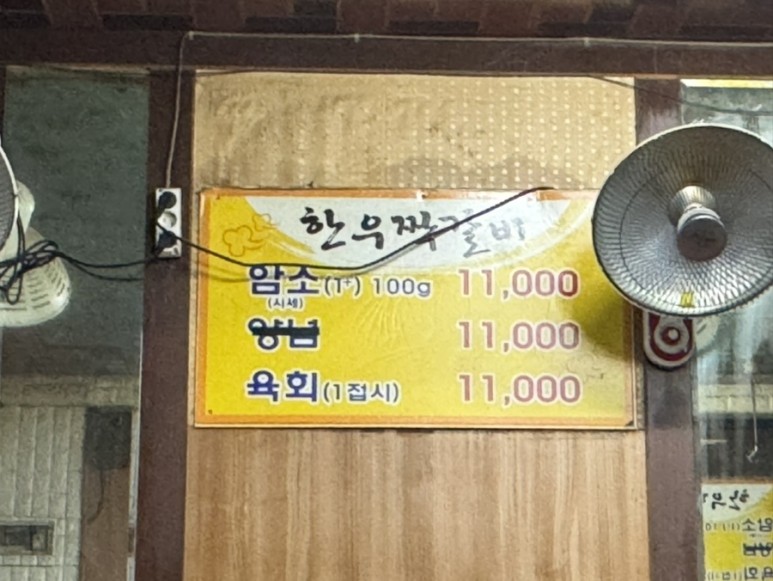 한우짝갈비
암소(1+) 100g 11,000
(시세)
양념 11,000
육회(1접시) 11,000